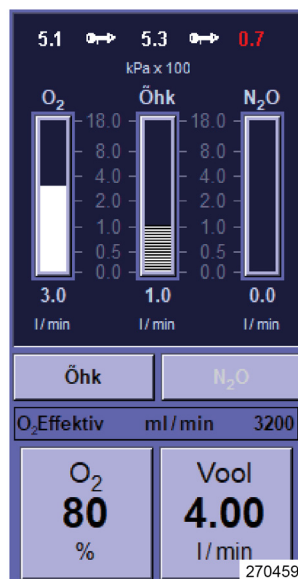 5.1 5.3 0.7
kPa x 100
O₂ Õhk N₂O
18.0 18.0
8.0 8.0
4.0 4.0
2.0 2.0
1.0 1.0
0.5 0.5
0.0 0.0
3.0 1.0 0.0
l/min l/min l/min
Õhk N₂O
O₂Effektiv ml/min 3200
O₂ Vool
80 4.00
% l/min
270459